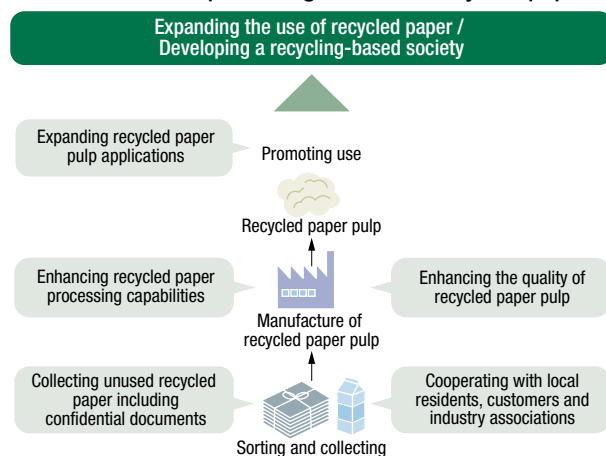 Expanding the use of recycled paper /
Developing a recycling-based society
Expanding recycled paper
pulp applications
Promoting use
Recycled paper pulp
Enhancing recycled paper
processing capabilities
Enhancing the quality of
recycled paper pulp
Manufacture of
recycled paper pulp
Collecting unused recycled
paper including
confidential documents
Cooperating with local
residents, customers and
industry associations
Sorting and collecting